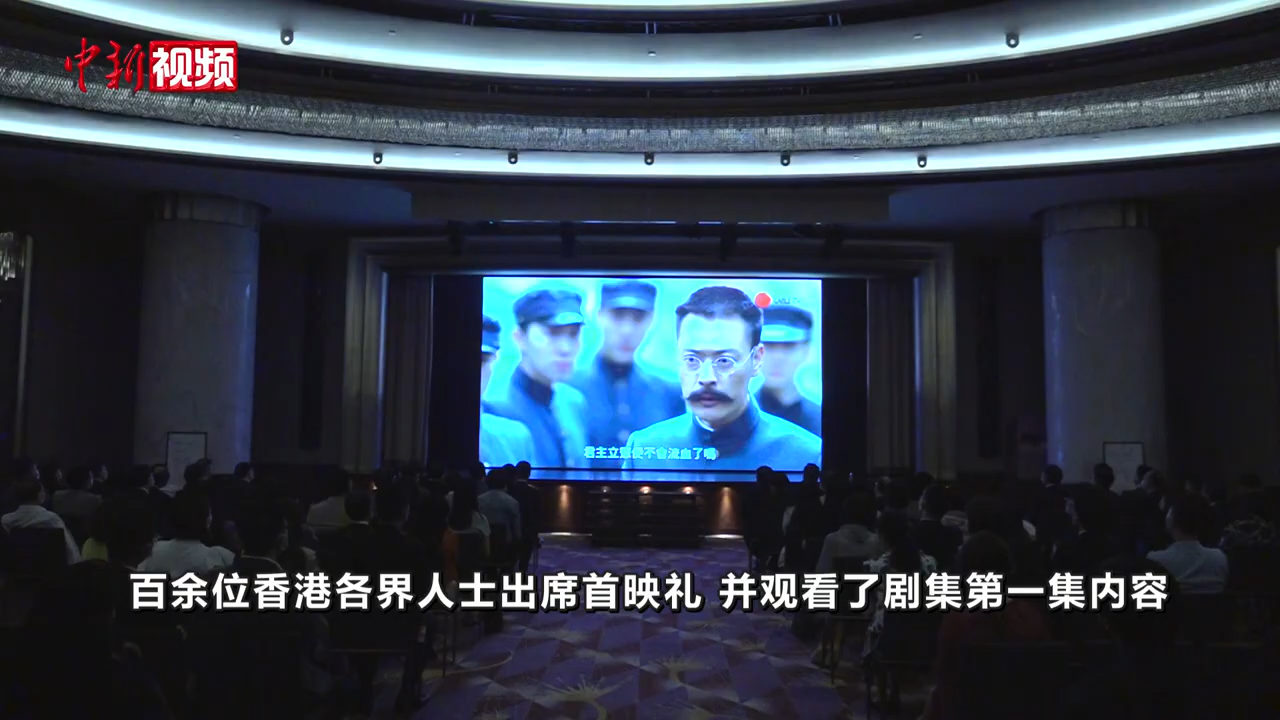 中新视频
君主立宪便不会流血了吗
百余位香港各界人士出席首映礼 并观看了剧集第一集内容